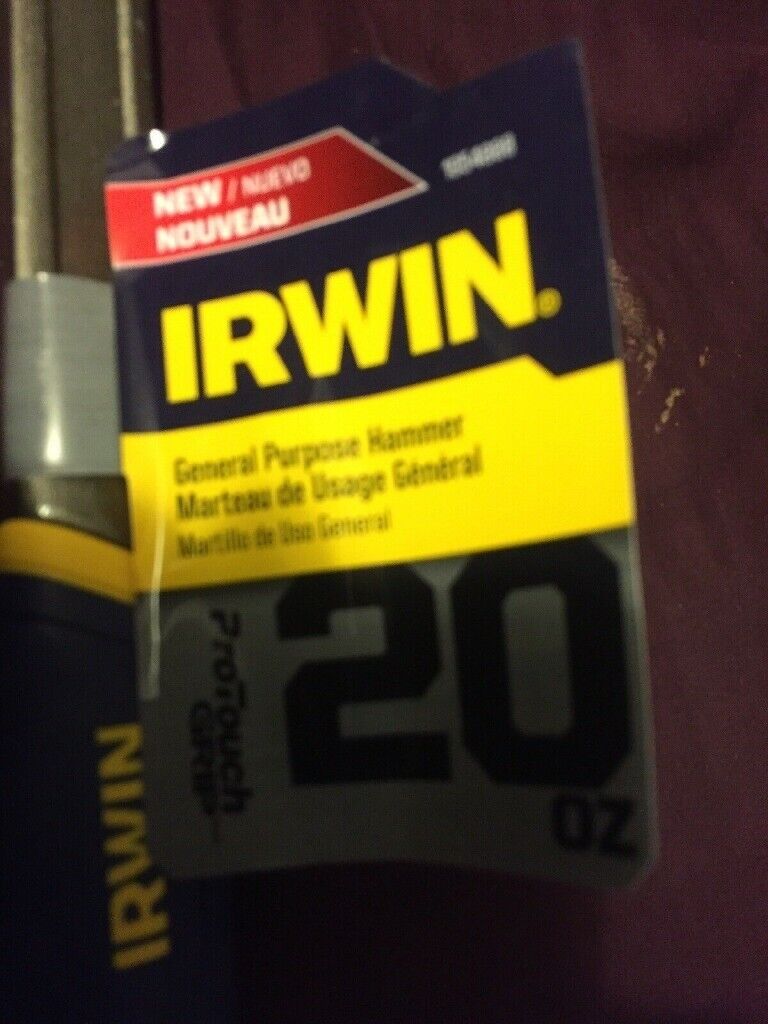 NEW / NUEVO
NOUVEAU
IRWIN®
General Purpose Hammer
Marteau de Usage Général
Martillo de Uso General
20
OZ
ProTouch
GRIP
IRWIN